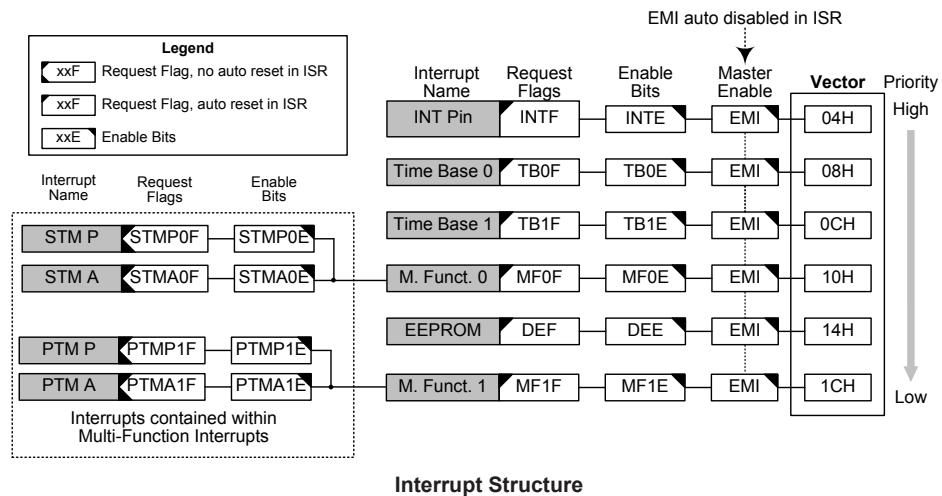 EMI auto disabled in ISR
Legend
xxF Request Flag, no auto reset in ISR
xxF Request Flag, auto reset in ISR
xxE Enable Bits
Interrupt Name Request Flags Enable Bits Master Enable Vector Priority
INT Pin INTF INTE EMI 04H High
Time Base 0 TB0F TB0E EMI 08H
Time Base 1 TB1F TB1E EMI 0CH
M. Funct. 0 MF0F MF0E EMI 10H
EEPROM DEF DEE EMI 14H
M. Funct. 1 MF1F MF1E EMI 1CH Low
Interrupt Name Request Flags Enable Bits
STM P STMP0F STMP0E
STM A STMA0F STMA0E
PTM P PTMP1F PTMP1E
PTM A PTMA1F PTMA1E
Interrupts contained within
Multi-Function Interrupts
Interrupt Structure